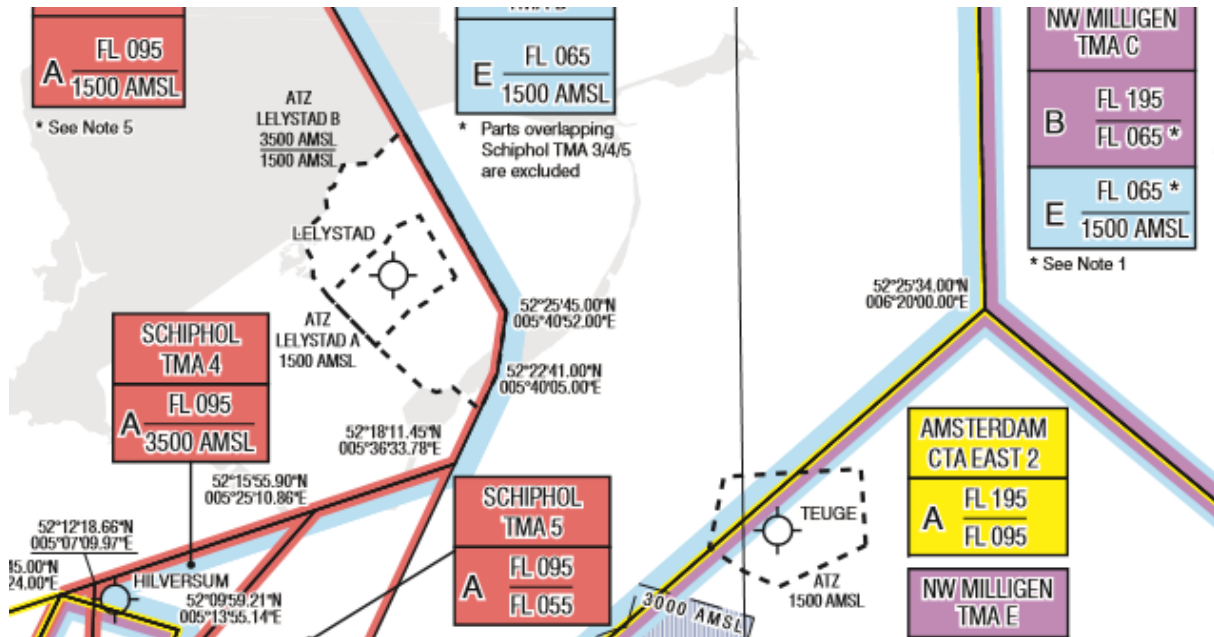 FL 095
A
1500 AMSL
* See Note 5
E
FL 065
1500 AMSL
* Parts overlapping
Schiphol TMA 3/4/5
are excluded
NW MILLIGEN
TMA C
B
FL 195
FL 065 *
E
FL 065 *
1500 AMSL
* See Note 1
ATZ
LELYSTAD B
3500 AMSL
1500 AMSL
LELYSTAD
ATZ
LELYSTAD A
1500 AMSL
52°25'45.00"N
005°40'52.00"E
52°22'41.00"N
005°40'05.00"E
52°25'34.00"N
006°20'00.00"E
SCHIPHOL
TMA 4
A
FL 095
3500 AMSL
52°18'11.45"N
005°36'33.78"E
52°15'55.90"N
005°25'10.86"E
52°12'18.66"N
005°07'09.97"E
45.00"N
24.00"E
HILVERSUM
52°09'59.21"N
005°13'55.14"E
SCHIPHOL
TMA 5
A
FL 095
FL 055
TEUGE
ATZ
1500 AMSL
3000 AMSL
AMSTERDAM
CTA EAST 2
A
FL 195
FL 095
NW MILLIGEN
TMA E